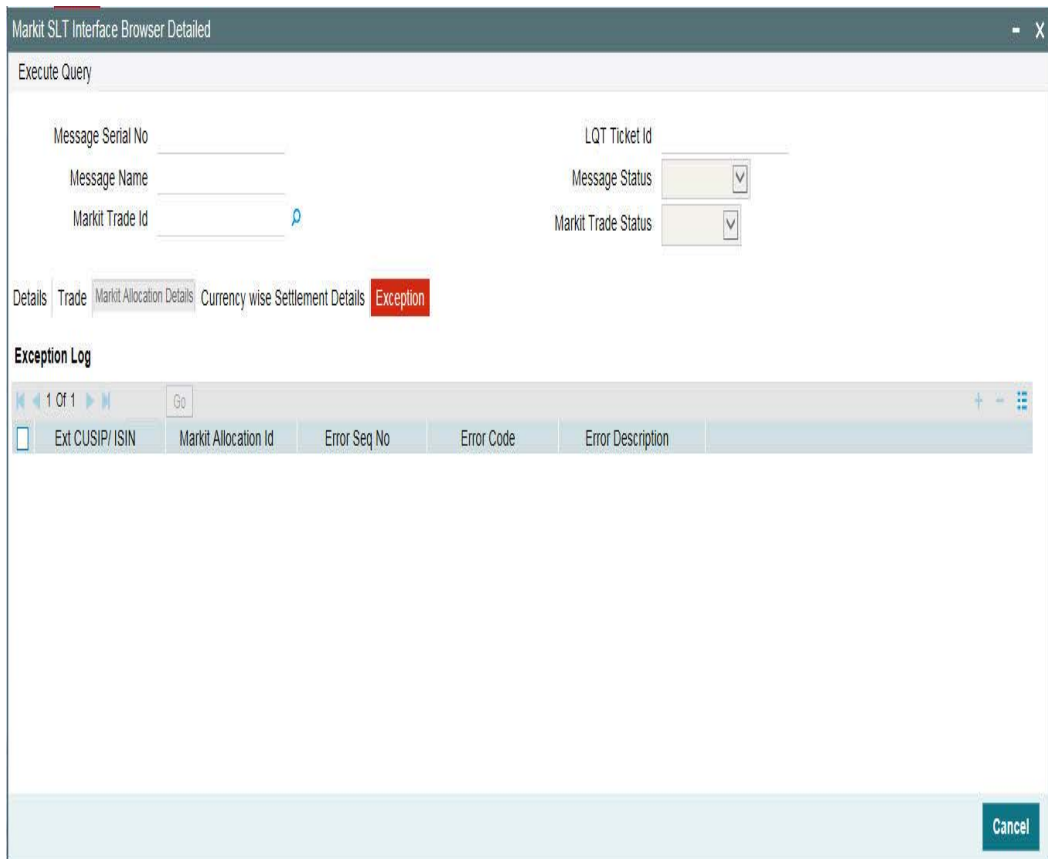 Markit SLT Interface Browser Detailed - X
Execute Query
Message Serial No LQT Ticket Id
Message Name Message Status
Markit Trade Id Markit Trade Status
Details Trade Markit Allocation Details Currency wise Settlement Details Exception
Exception Log
1 Of 1 Go + -
Ext CUSIP/ ISIN Markit Allocation Id Error Seq No Error Code Error Description
Cancel